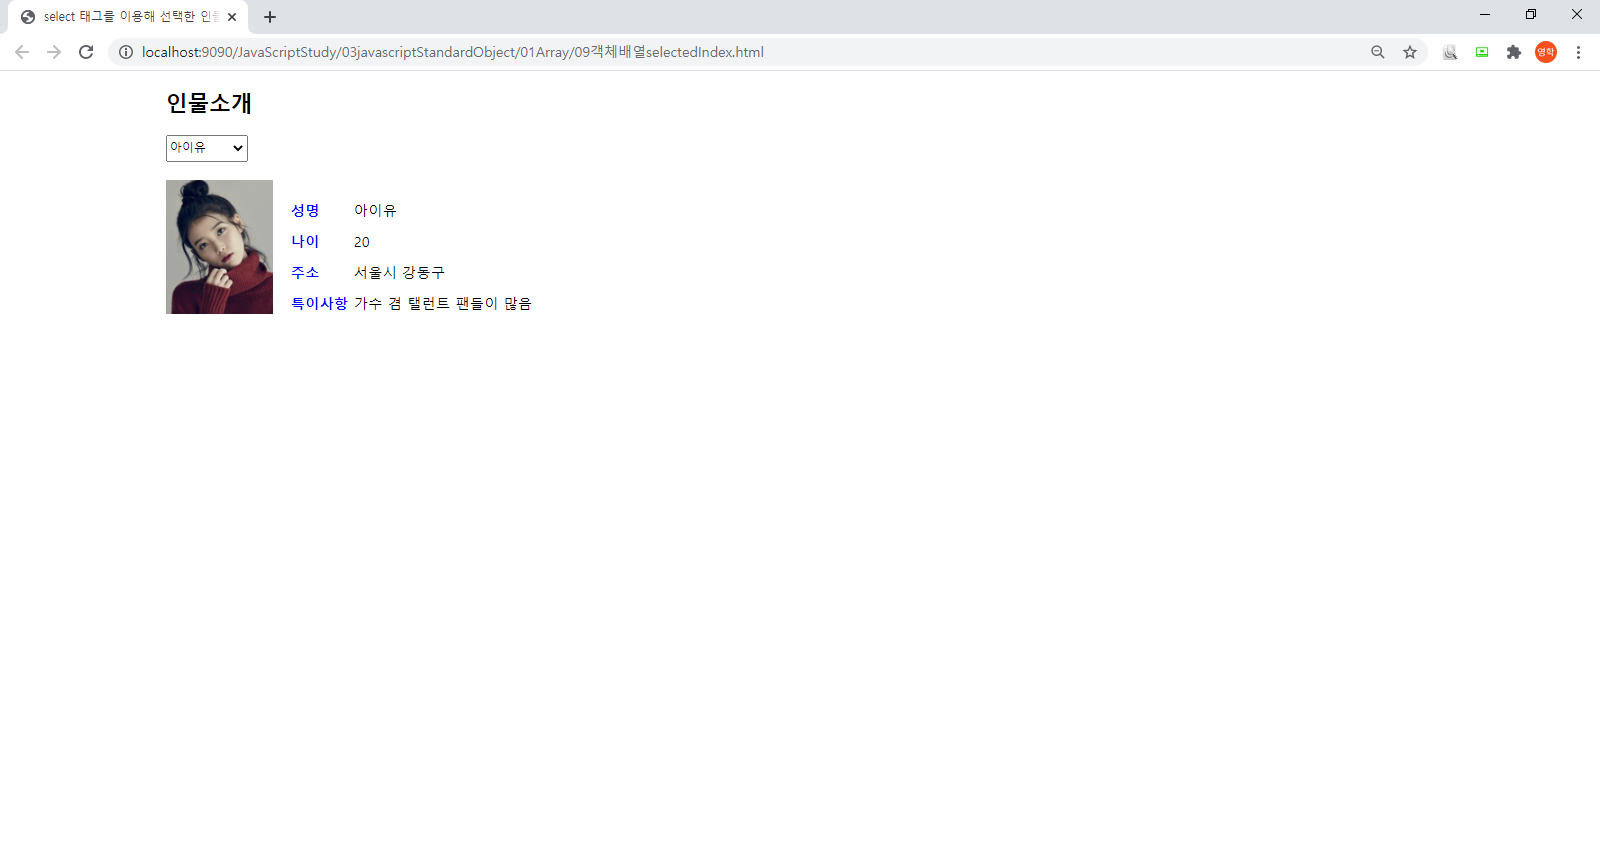 select 태그를 이용해 선택한 인물
localhost:9090/JavaScriptStudy/03javascriptStandardObject/01Array/09객체배열selectedIndex.html
영학
인물소개
아이유
성명 아이유
나이 20
주소 서울시 강동구
특이사항 가수 겸 탤런트 팬들이 많음